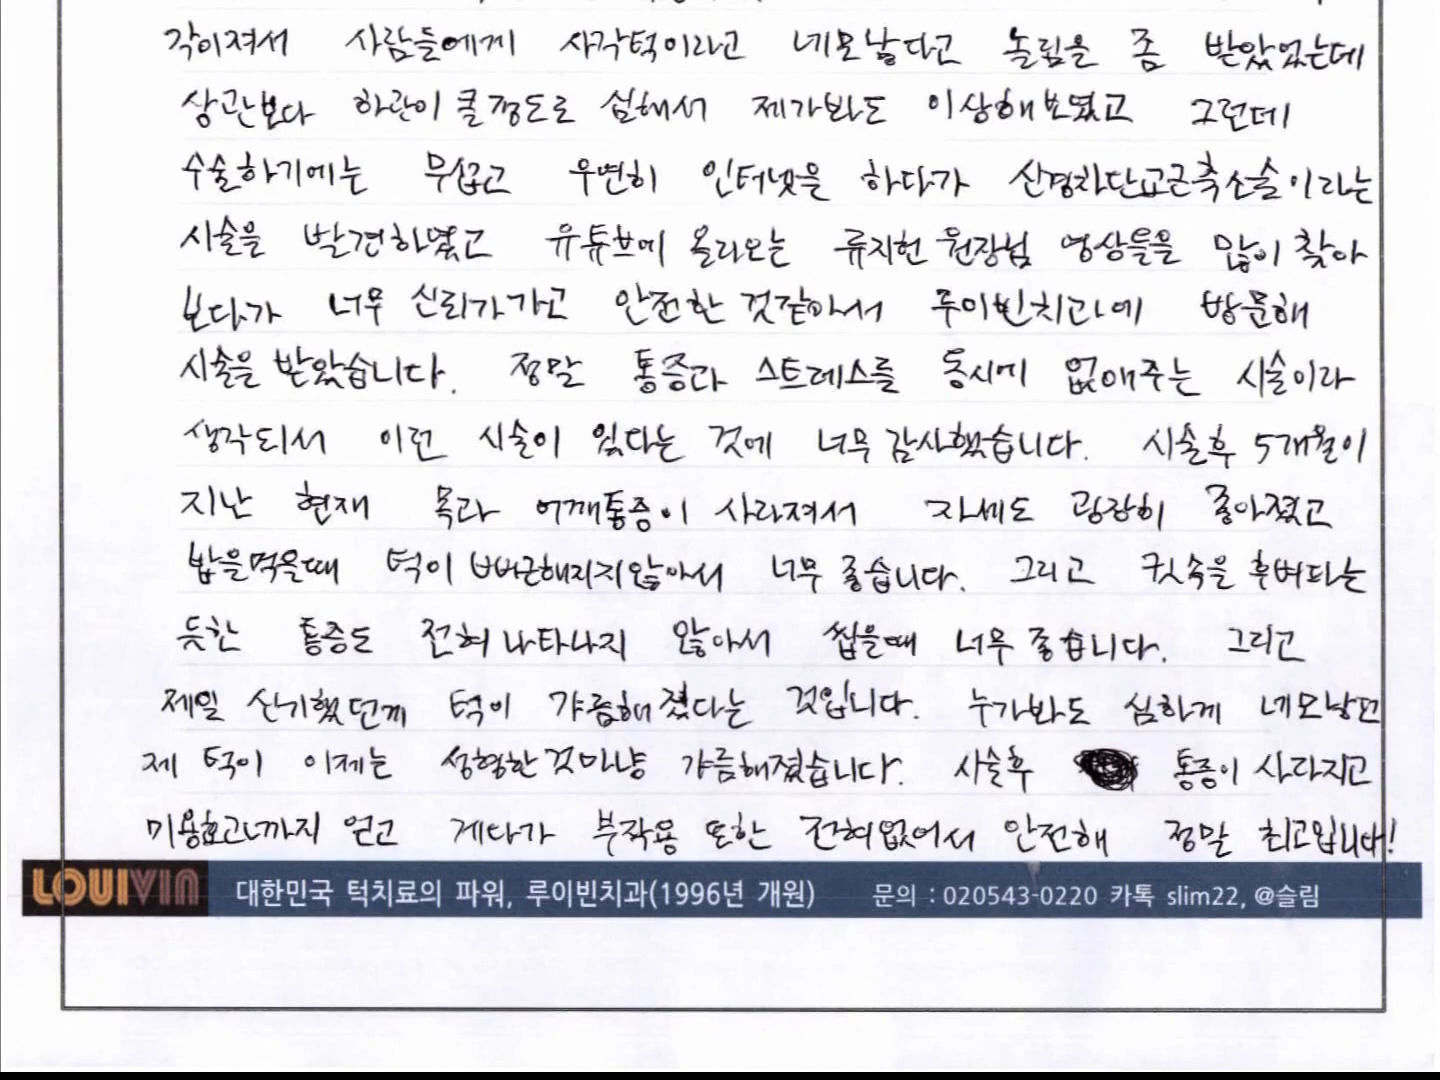 각이져서 사람들에게 사각턱이라고 네모낳다고 놀림을 좀 받았었는데
상관보다 하관이 클정도로 심해서 제가봐도 이상해보였고 그런데
수술하기에는 무섭고 우연히 인터넷을 하다가 신경차단교근축소술이라는
시술을 발견하였고 유튜브에 올라오는 류지헌 원장님 영상들을 많이 찾아
보다가 너무 신뢰가가고 안전한 것같아서 루이빈치과에 방문해
시술을 받았습니다. 정말 통증과 스트레스를 동시에 없애주는 시술이라
생각되서 이런 시술이 있다는 것에 너무 감사했습니다. 시술후 5개월이
지난 현재 목과 어깨통증이 사라져서 자세도 굉장히 좋아졌고
밥을먹을때 턱이 뻐근해지지않아서 너무 좋습니다. 그리고 귓속을 후벼파는
듯한 통증도 전혀 나타나지 않아서 씹을때 너무 좋습니다. 그리고
제일 신기했던게 턱이 갸름해졌다는 것입니다. 누가봐도 심하게 네모낳던
제 턱이 이제는 성형한것마냥 갸름해졌습니다. 시술후 통증이 사라지고
미용효과까지 얻고 게다가 부작용 또한 전혀없어서 안전해 정말 최고입니다!
LOUIVIN 대한민국 턱치료의 파워, 루이빈치과(1996년 개원) 문의 : 020543-0220 카톡 slim22, @슬림